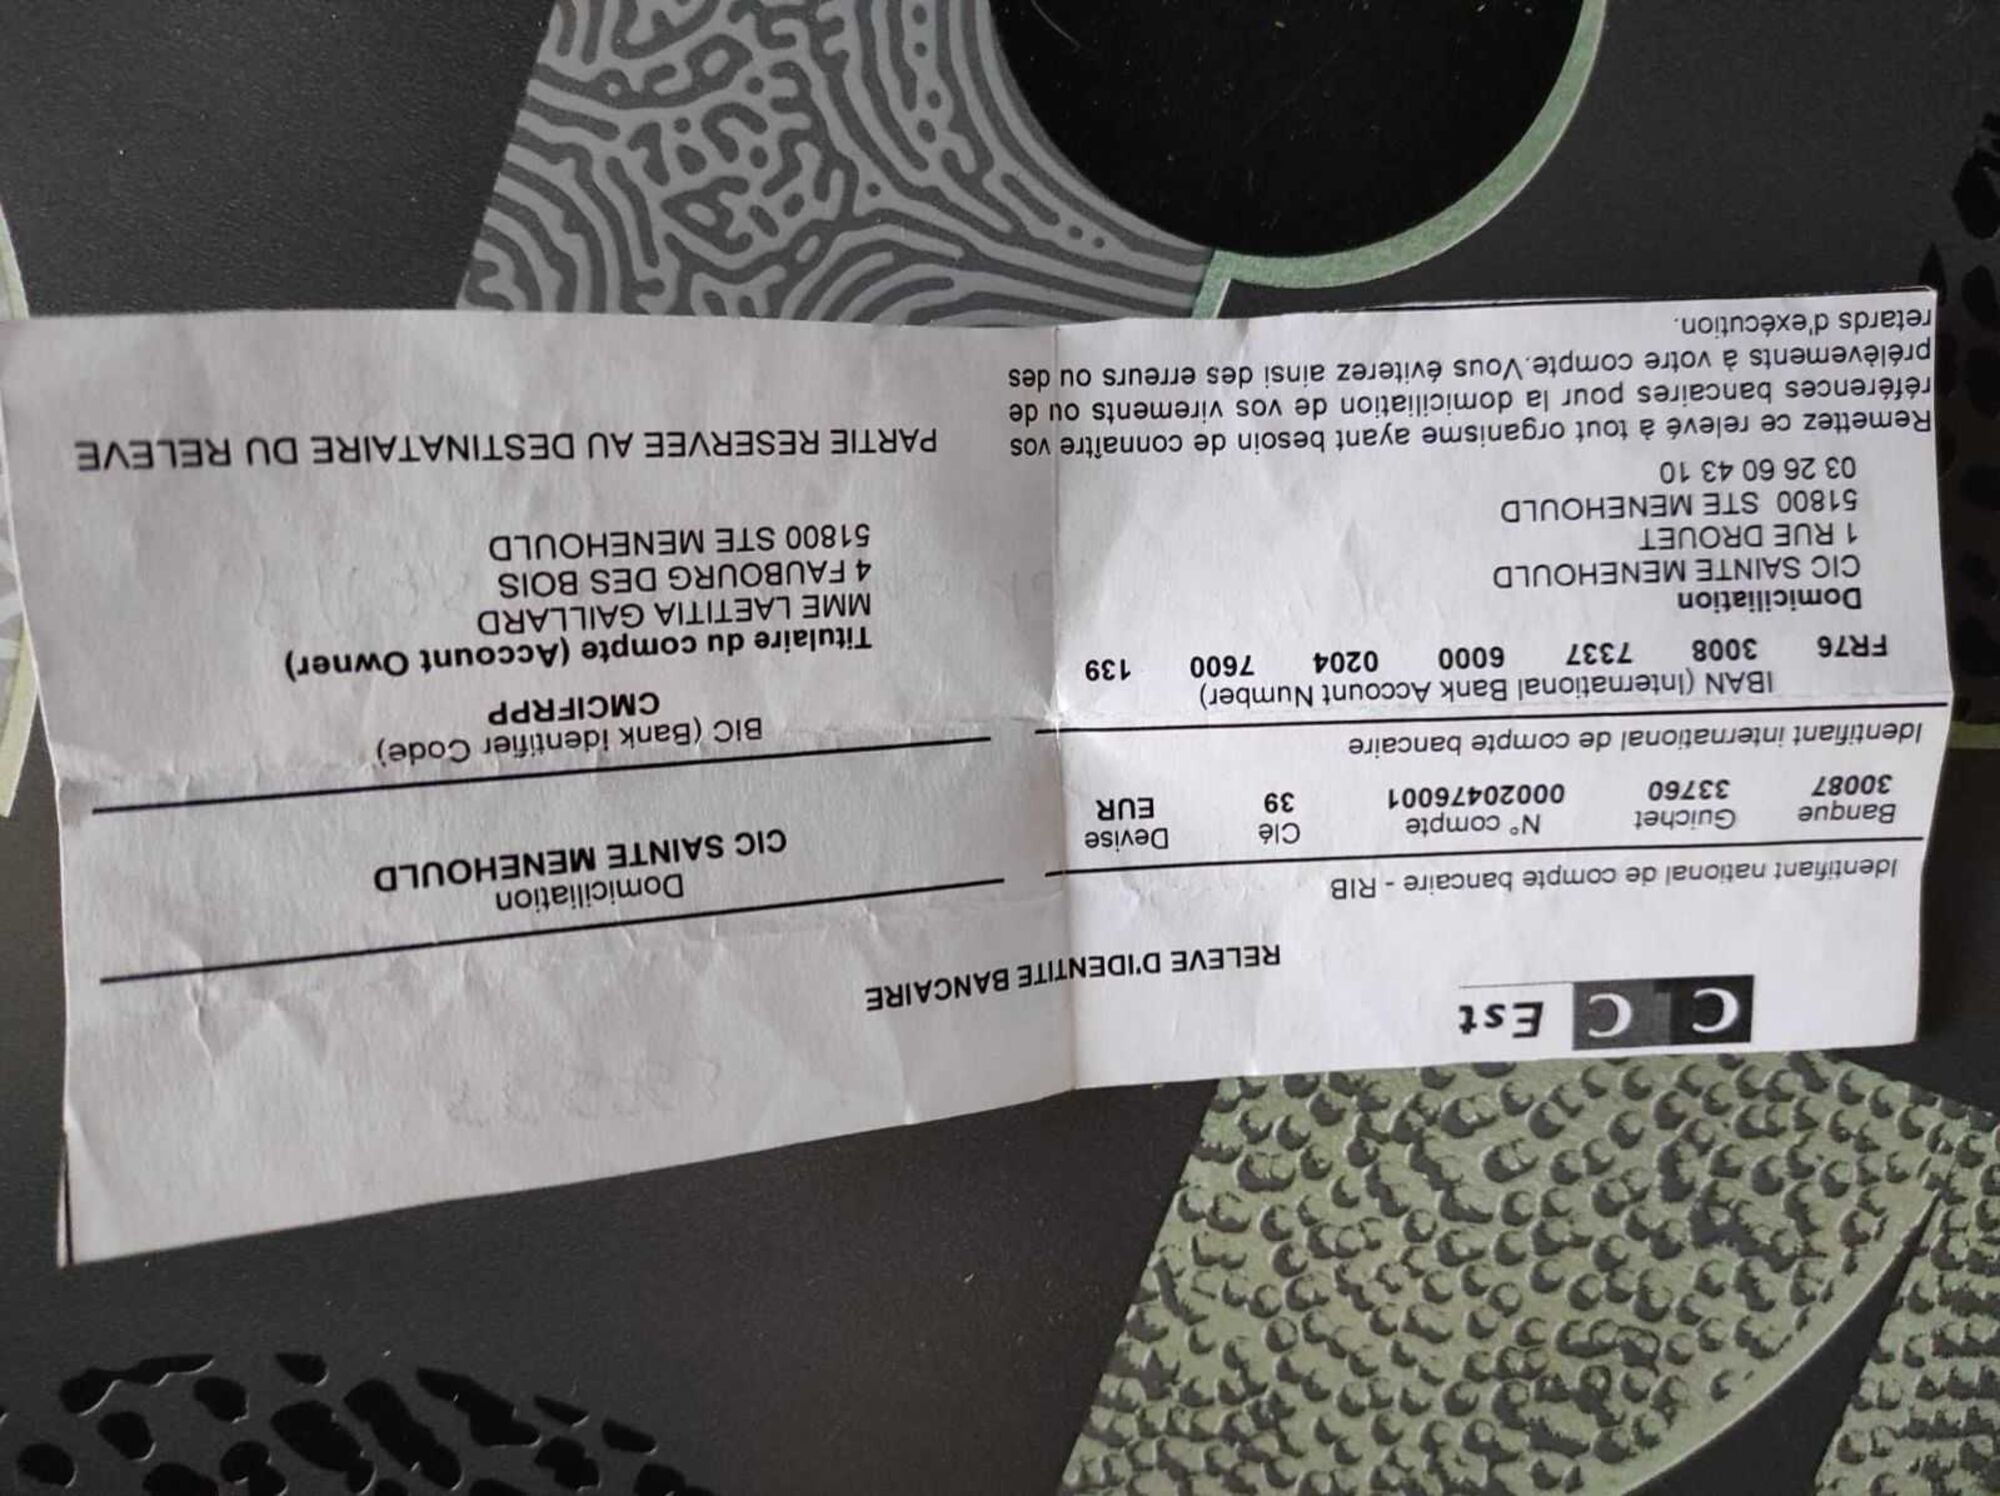 CIC Est
RELEVE D'IDENTITE BANCAIRE
Identifiant national de compte bancaire - RIB
Banque Guichet N° compte Clé Devise
30087 33760 00020476001 39 EUR
Domiciliation
CIC SAINTE MENEHOULD
Identifiant international de compte bancaire
IBAN (International Bank Account Number)
FR76 3008 7337 6000 0204 7600 139
BIC (Bank Identifier Code)
CMCIFRPP
Domiciliation
CIC SAINTE MENEHOULD
1 RUE DROUET
51800 STE MENEHOULD
03 26 60 43 10
Titulaire du compte (Account Owner)
MME LAETITIA GAILLARD
4 FAUBOURG DES BOIS
51800 STE MENEHOULD
Remettez ce relevé à tout organisme ayant besoin de connaître vos
références bancaires pour la domiciliation de vos virements ou de
prélèvements à votre compte.Vous éviterez ainsi des erreurs ou des
retards d'exécution.
PARTIE RESERVEE AU DESTINATAIRE DU RELEVE